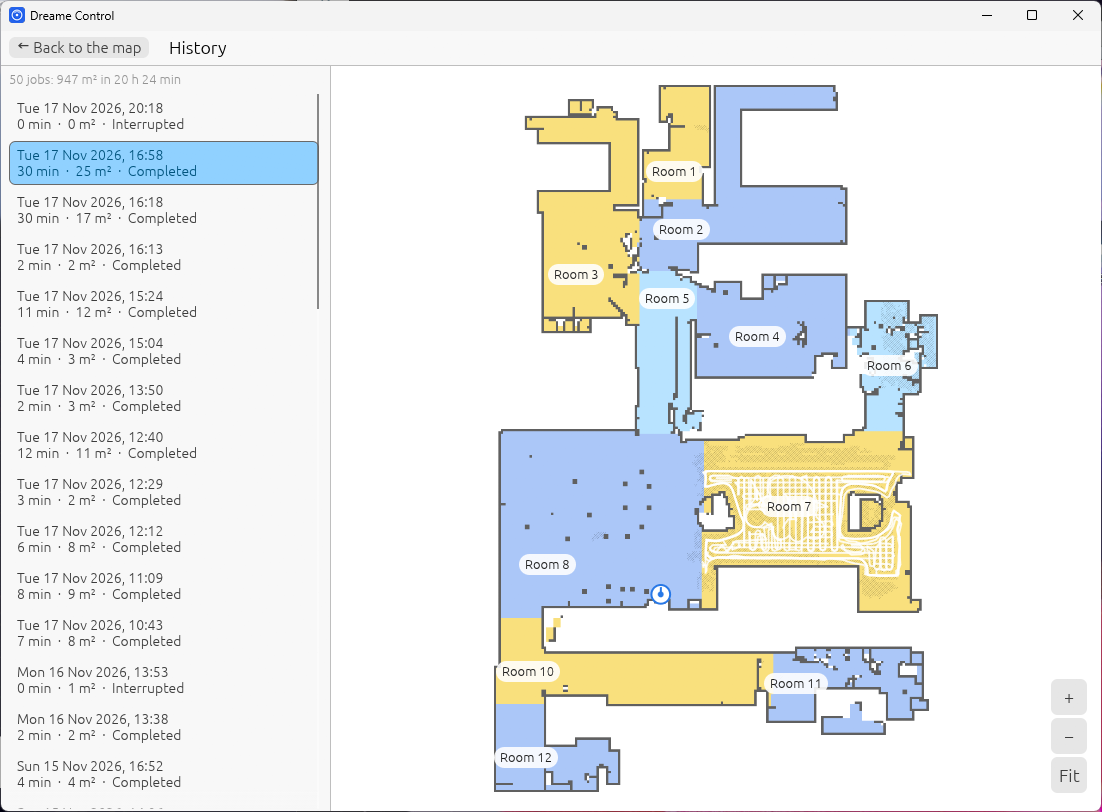 Dreame Control
← Back to the map
History
50 jobs: 947 m² in 20 h 24 min
Tue 17 Nov 2026, 20:18
0 min · 0 m² · Interrupted
Tue 17 Nov 2026, 16:58
30 min · 25 m² · Completed
Tue 17 Nov 2026, 16:18
30 min · 17 m² · Completed
Tue 17 Nov 2026, 16:13
2 min · 2 m² · Completed
Tue 17 Nov 2026, 15:24
11 min · 12 m² · Completed
Tue 17 Nov 2026, 15:04
4 min · 3 m² · Completed
Tue 17 Nov 2026, 13:50
2 min · 3 m² · Completed
Tue 17 Nov 2026, 12:40
12 min · 11 m² · Completed
Tue 17 Nov 2026, 12:29
3 min · 2 m² · Completed
Tue 17 Nov 2026, 12:12
6 min · 8 m² · Completed
Tue 17 Nov 2026, 11:09
8 min · 9 m² · Completed
Tue 17 Nov 2026, 10:43
7 min · 8 m² · Completed
Mon 16 Nov 2026, 13:53
0 min · 1 m² · Interrupted
Mon 16 Nov 2026, 13:38
2 min · 2 m² · Completed
Sun 15 Nov 2026, 16:52
4 min · 4 m² · Completed
Room 1
Room 2
Room 3
Room 5
Room 4
Room 6
Room 7
Room 8
Room 10
Room 11
Room 12
+
−
Fit